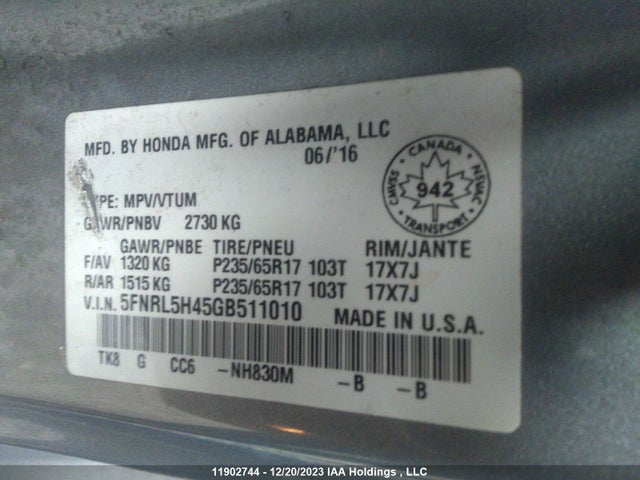 MFD. BY HONDA MFG. OF ALABAMA, LLC
06/'16
CANADA
CMVSS 942 NSVAC
TRANSPORT
TYPE: MPV/VTUM
GVWR/PNBV 2730 KG
GAWR/PNBE TIRE/PNEU RIM/JANTE
F/AV 1320 KG P235/65R17 103T 17X7J
R/AR 1515 KG P235/65R17 103T 17X7J
V.I.N. 5FNRL5H45GB511010 MADE IN U.S.A.
TK8 G CC6 -NH830M -B -B
11902744 - 12/20/2023 IAA Holdings , LLC